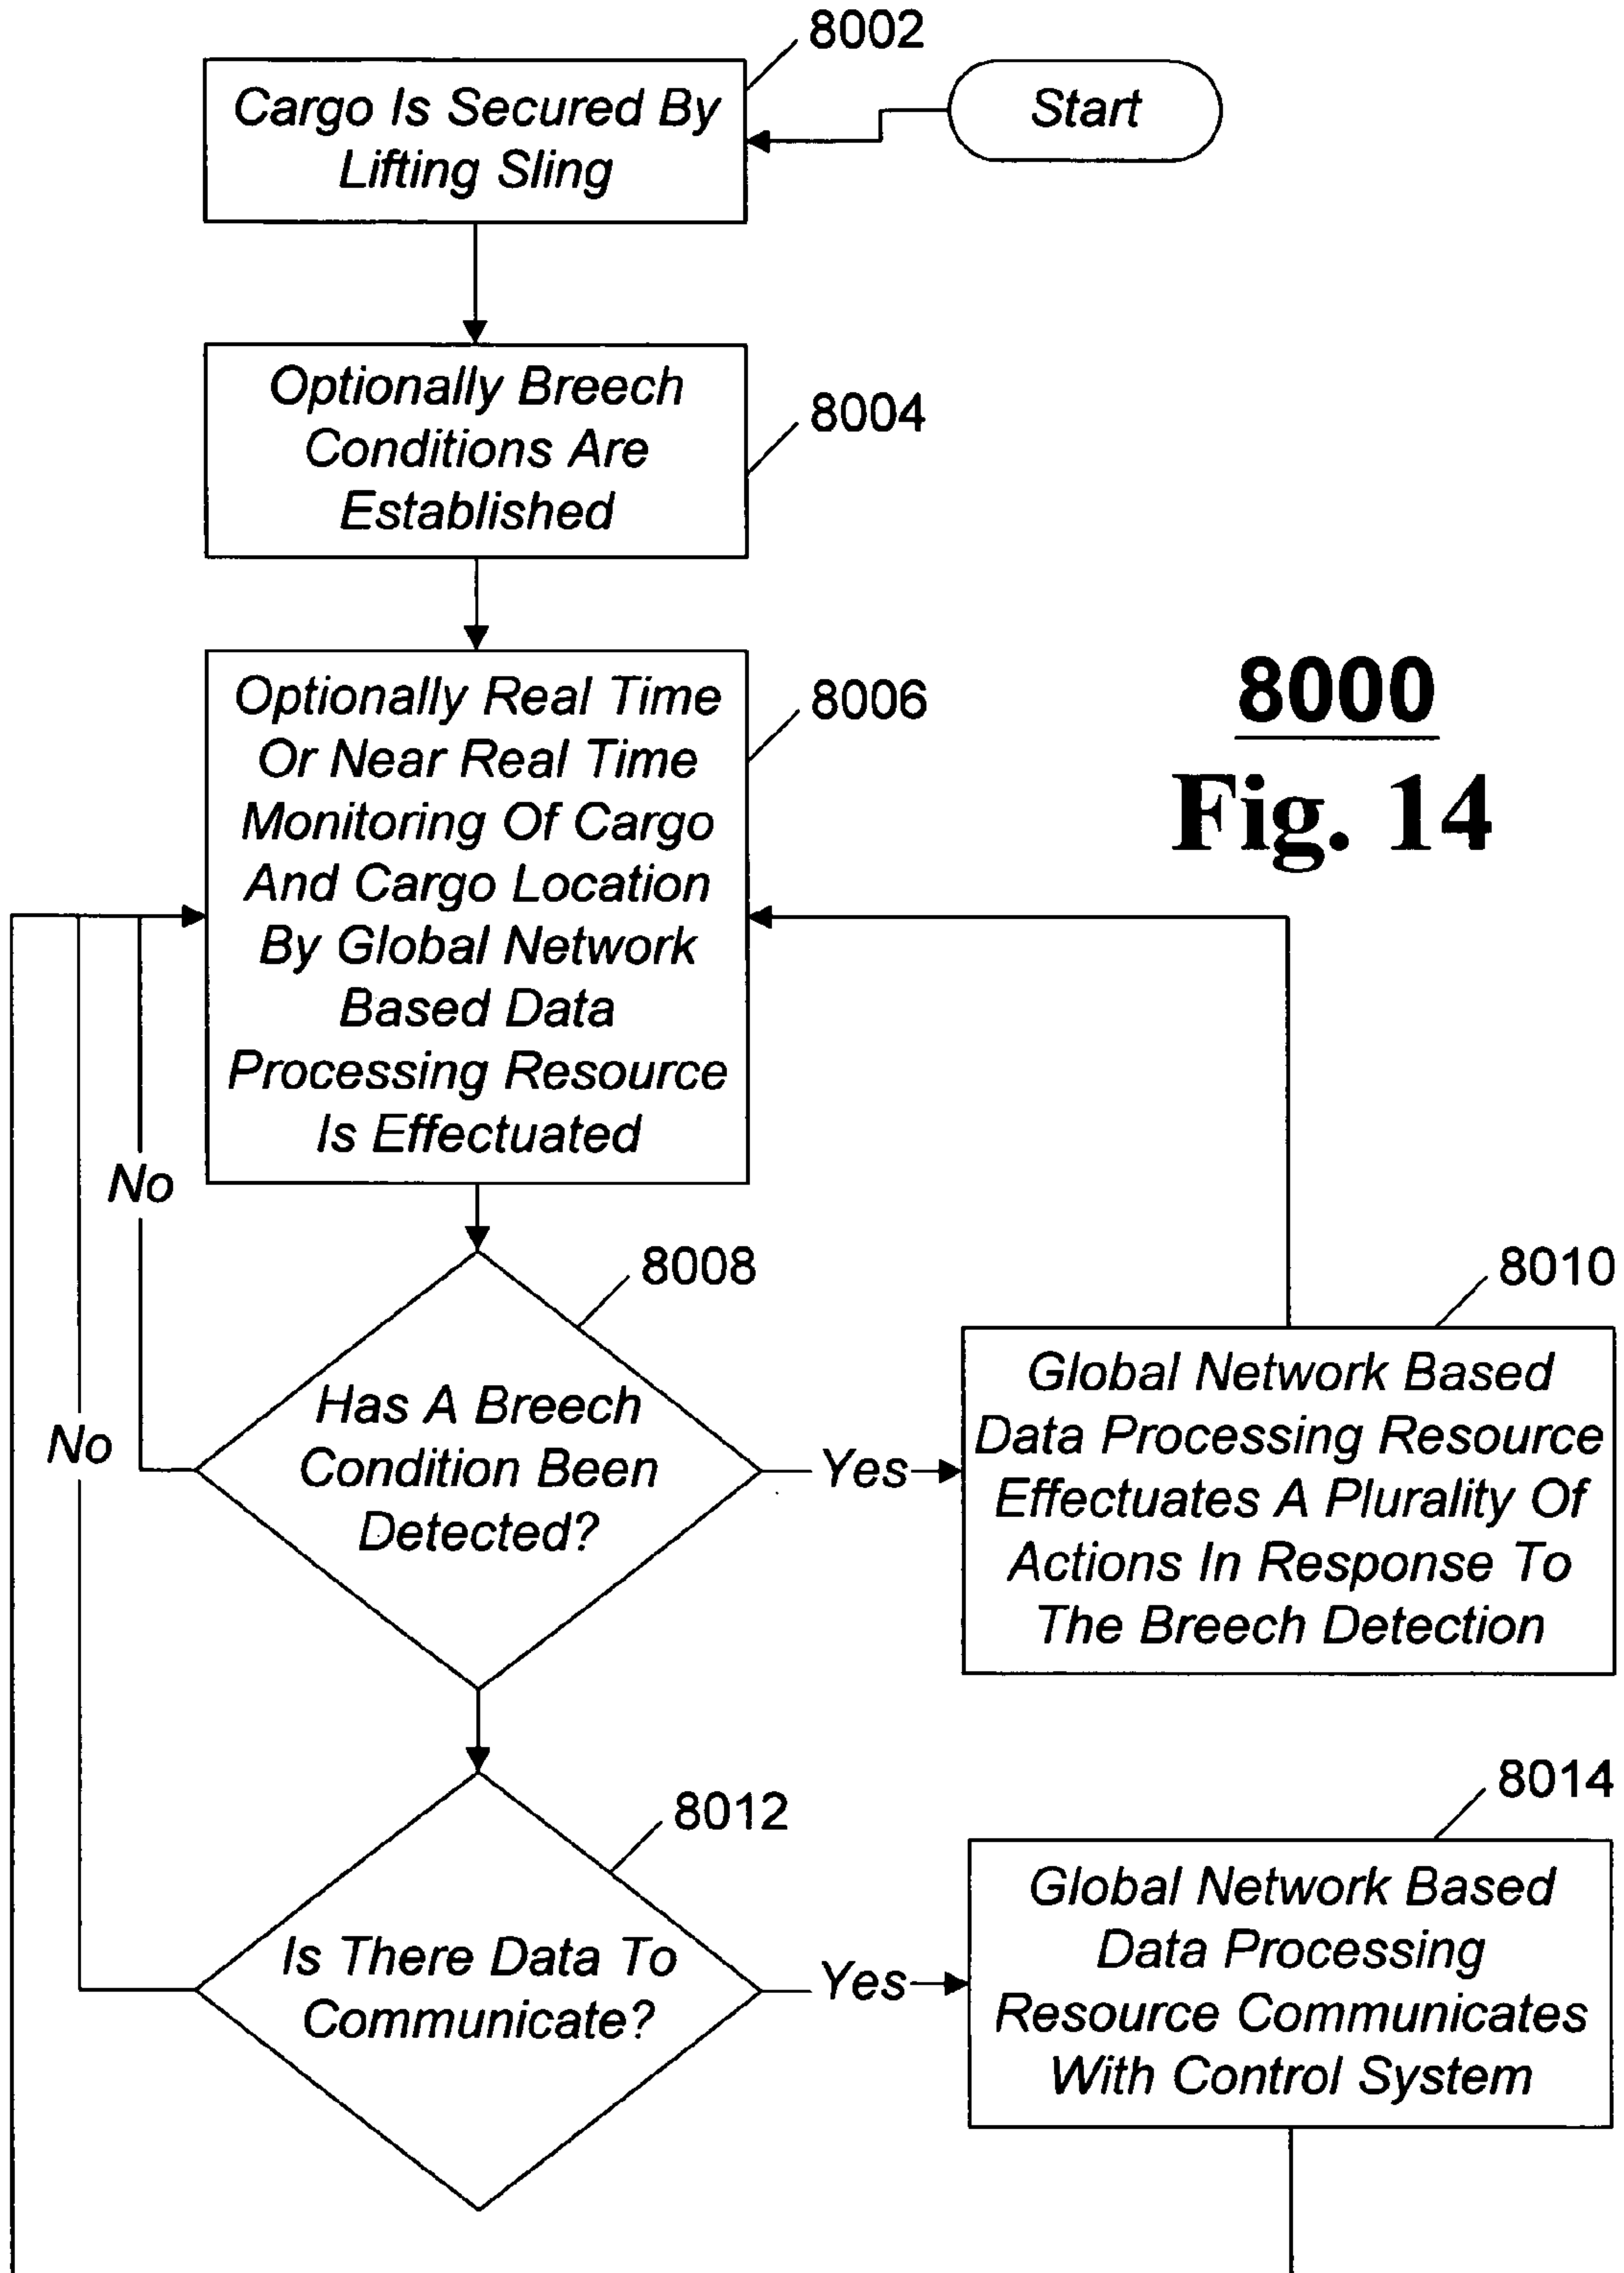 8002
Start
Cargo Is Secured By
Lifting Sling
Optionally Breech
Conditions Are
Established
8004
Optionally Real Time
Or Near Real Time
Monitoring Of Cargo
And Cargo Location
By Global Network
Based Data
Processing Resource
Is Effectuated
8006
8000
Fig. 14
No
8008
Has A Breech
Condition Been
Detected?
Yes
8010
Global Network Based
Data Processing Resource
Effectuates A Plurality Of
Actions In Response To
The Breech Detection
No
8012
Is There Data To
Communicate?
Yes
8014
Global Network Based
Data Processing
Resource Communicates
With Control System